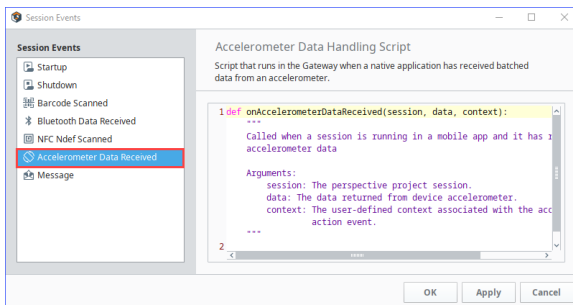 Session Events
Session Events
Startup
Shutdown
Barcode Scanned
Bluetooth Data Received
NFC Ndef Scanned
Accelerometer Data Received
Message
Accelerometer Data Handling Script
Script that runs in the Gateway when a native application has received batched
data from an accelerometer.
1 def onAccelerometerDataReceived(session, data, context):
"""
Called when a session is running in a mobile app and it has
accelerometer data
Arguments:
session: The perspective project session.
data: The data returned from device accelerometer.
context: The user-defined context associated with the
action event.
"""
2
OK Apply Cancel